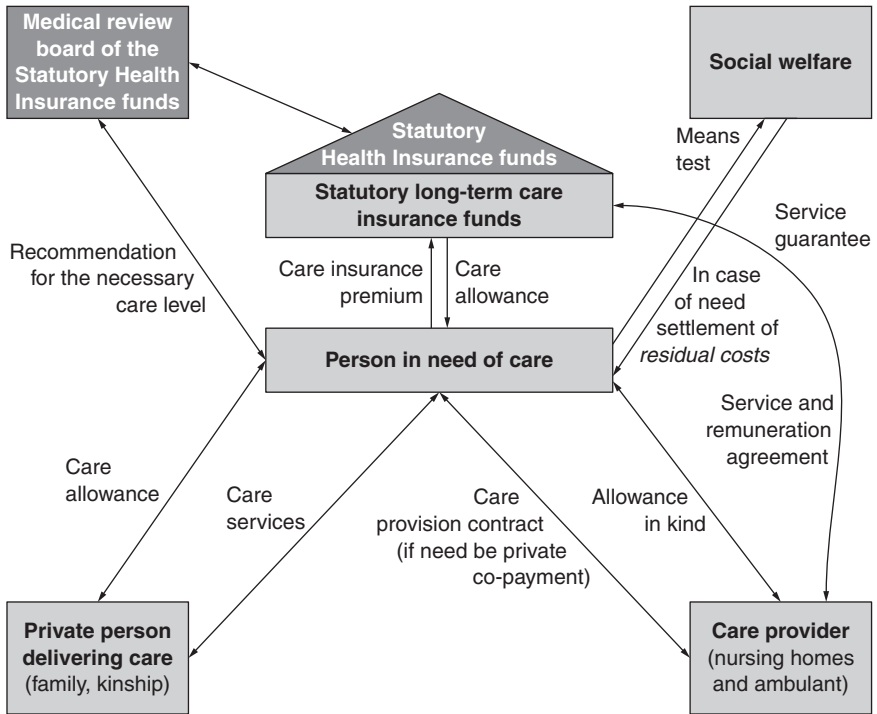 Medical review
board of the
Statutory Health
Insurance funds
Social welfare
Statutory
Health Insurance funds
Statutory long-term care
insurance funds
Means
test
Service
guarantee
Recommendation
for the necessary
care level
Care insurance
premium
Care
allowance
In case
of need
settlement of
residual costs
Person in need of care
Service and
remuneration
agreement
Care
allowance
Care
services
Care
provision contract
(if need be private
co-payment)
Allowance
in kind
Private person
delivering care
(family, kinship)
Care provider
(nursing homes
and ambulant)